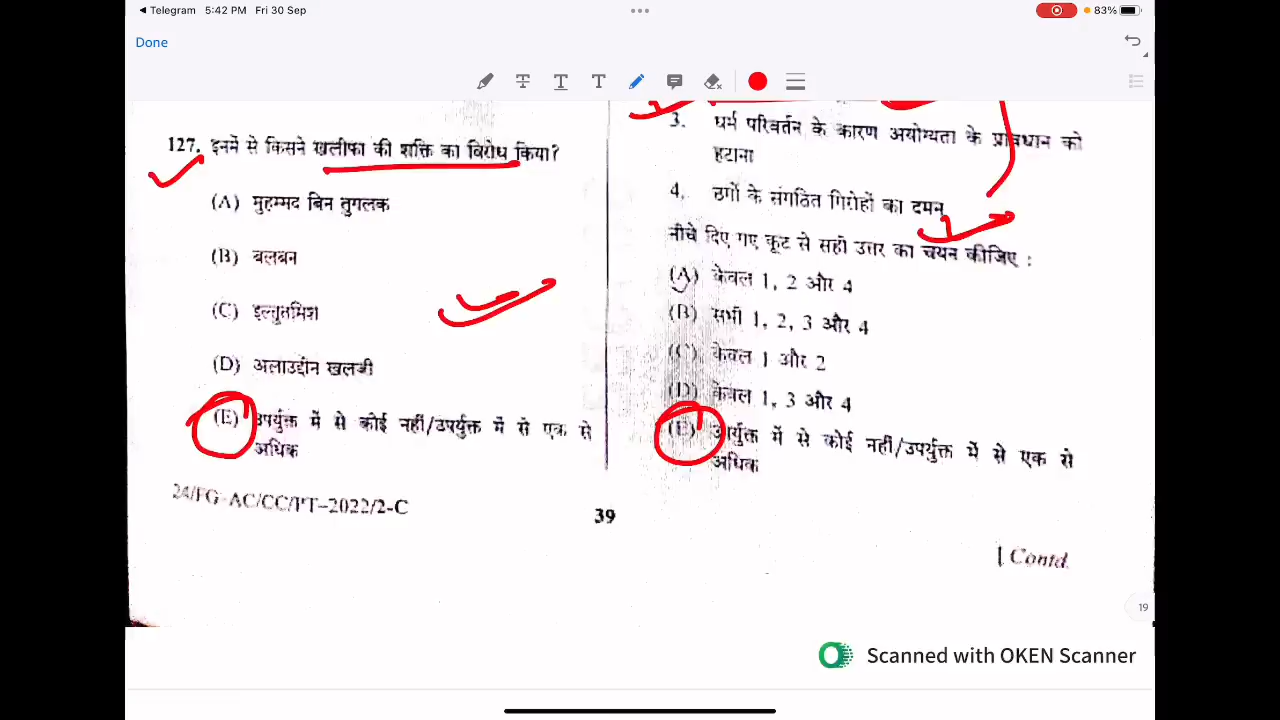 Telegram 5:42 PM Fri 30 Sep
83%
Done
127. इनमें से किसने खलीफा की शक्ति का विरोध किया?
(A) मुहम्मद बिन तुगलक
(B) बलबन
(C) इल्तुतमिश
(D) अलाउद्दीन खलजी
(E) उपर्युक्त में से कोई नहीं/उपर्युक्त में से एक से
अधिक
24/FG-AC/CC/PT-2022/2-C
3. धर्म परिवर्तन के कारण अयोग्यता के प्रावधान को
हटाना
4. ठगों के संगठित गिरोहों का दमन
नीचे दिए गए कूट से सही उत्तर का चयन कीजिए :
(A) केवल 1, 2 और 4
(B) सभी 1, 2, 3 और 4
(C) केवल 1 और 2
(D) केवल 1, 3 और 4
(E) उपर्युक्त में से कोई नहीं/उपर्युक्त में से एक से
अधिक
39
[ Contd.
19
Scanned with OKEN Scanner